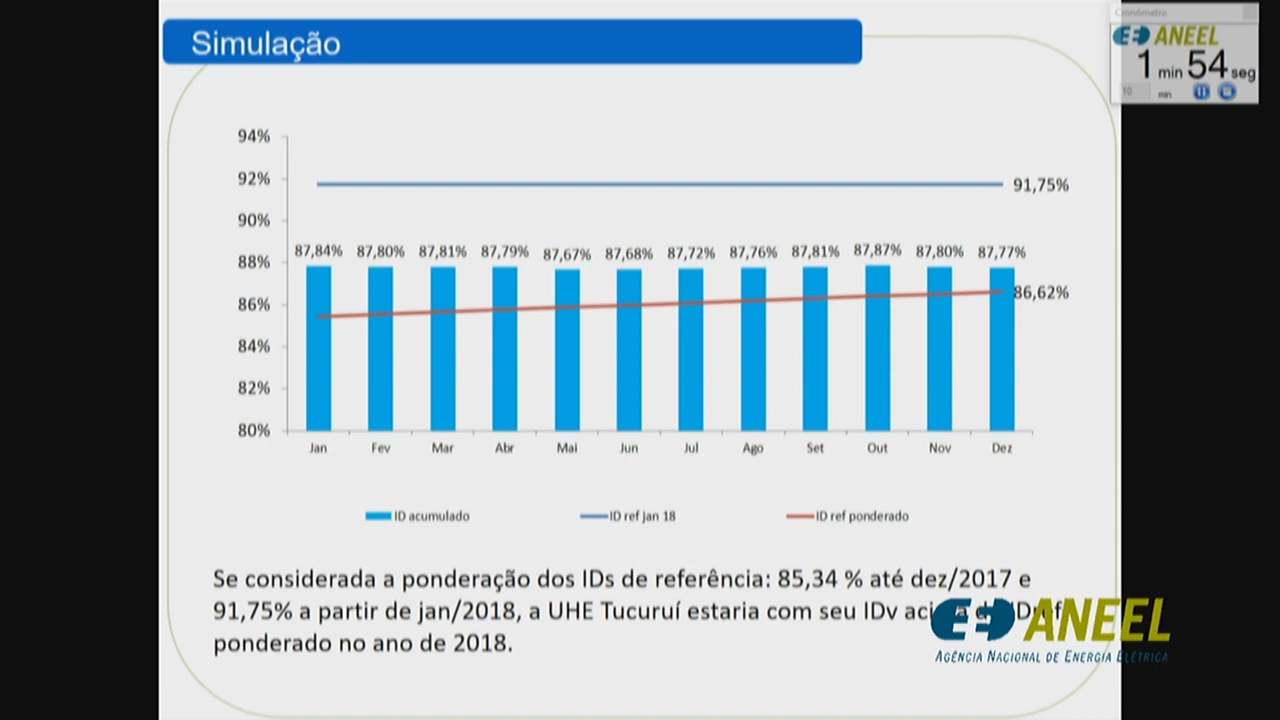 Simulação
Cronômetro
ANEEL
1 min 54 seg
10 min
94%
92%
90%
88%
86%
84%
82%
80%
91,75%
87,84% 87,80% 87,81% 87,79% 87,67% 87,68% 87,72% 87,76% 87,81% 87,87% 87,80% 87,77%
86,62%
Jan Fev Mar Abr Mai Jun Jul Ago Set Out Nov Dez
ID acumulado ID ref jan 18 ID ref ponderado
Se considerada a ponderação dos IDs de referência: 85,34 % até dez/2017 e
91,75% a partir de jan/2018, a UHE Tucuruí estaria com seu IDv
ponderado no ano de 2018.
ANEEL
AGÊNCIA NACIONAL DE ENERGIA ELÉTRICA